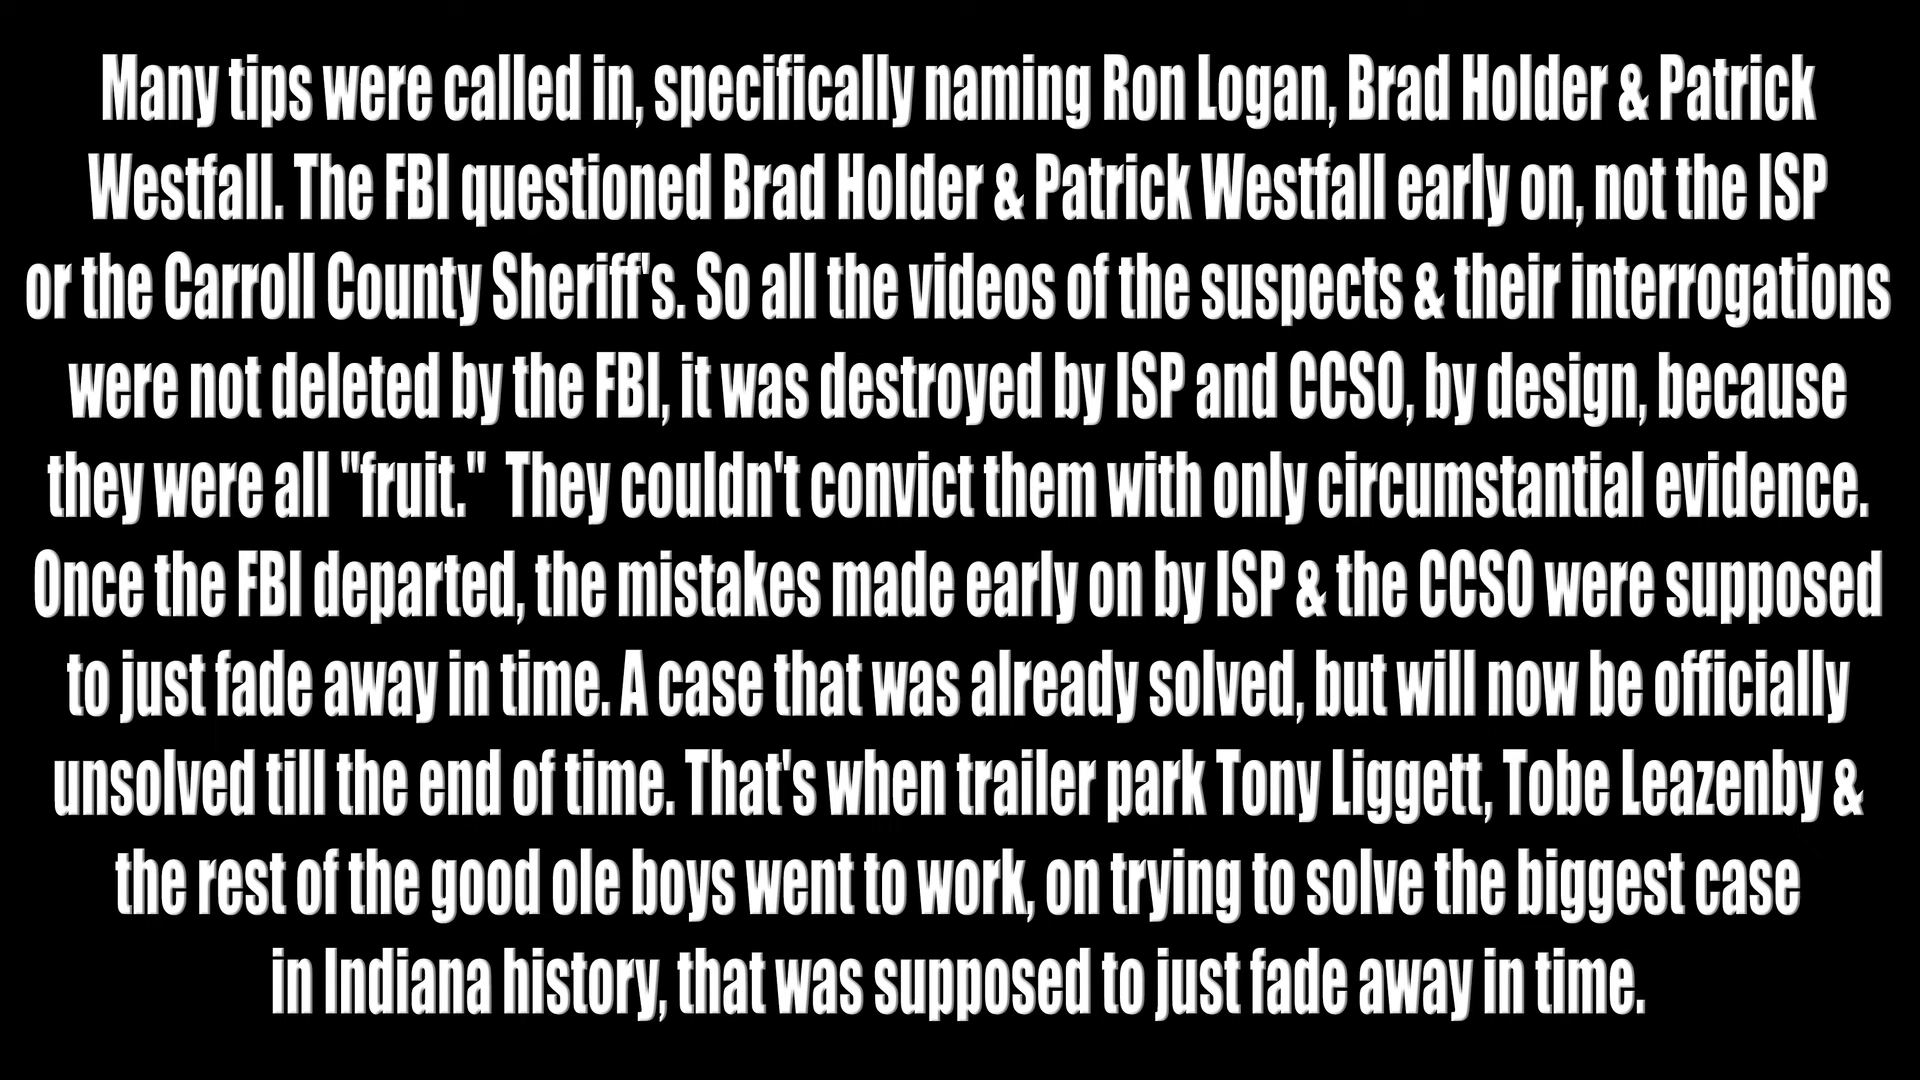 Many tips were called in, specifically naming Ron Logan, Brad Holder & Patrick
Westfall. The FBI questioned Brad Holder & Patrick Westfall early on, not the ISP
or the Carroll County Sheriff's. So all the videos of the suspects & their interrogations
were not deleted by the FBI, it was destroyed by ISP and CCSO, by design, because
they were all "fruit."  They couldn't convict them with only circumstantial evidence.
Once the FBI departed, the mistakes made early on by ISP & the CCSO were supposed
to just fade away in time. A case that was already solved, but will now be officially
unsolved till the end of time. That's when trailer park Tony Liggett, Tobe Leazenby &
the rest of the good ole boys went to work, on trying to solve the biggest case
in Indiana history, that was supposed to just fade away in time.